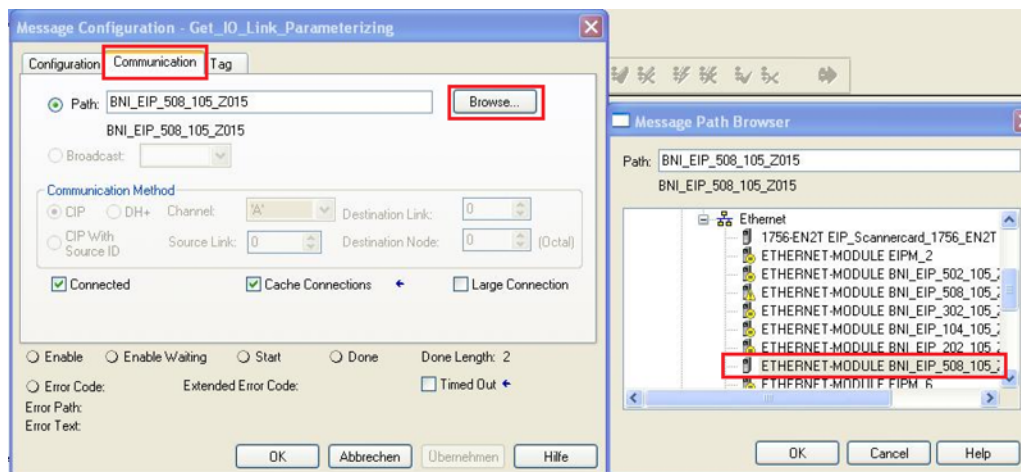 Message Configuration - Get_IO_Link_Parameterizing
Configuration Communication Tag
Path: BNI_EIP_508_105_Z015 Browse...
BNI_EIP_508_105_Z015
Broadcast:
Communication Method
CIP DH+ Channel: 'A' Destination Link: 0
CIP With Source ID Source Link: 0 Destination Node: 0 (Octal)
Connected Cache Connections Large Connection
Enable Enable Waiting Start Done Done Length: 2
Error Code: Extended Error Code: Timed Out
Error Path:
Error Text:
OK Abbrechen Übernehmen Hilfe
Message Path Browser
Path: BNI_EIP_508_105_Z015
BNI_EIP_508_105_Z015
Ethernet
1756-EN2T EIP_Scannercard_1756_EN2T
ETHERNET-MODULE EIPM_2
ETHERNET-MODULE BNI_EIP_502_105_
ETHERNET-MODULE BNI_EIP_508_105_
ETHERNET-MODULE BNI_EIP_302_105_
ETHERNET-MODULE BNI_EIP_104_105_
ETHERNET-MODULE BNI_EIP_202_105_
ETHERNET-MODULE BNI_EIP_508_105_
ETHERNET-MODULE EIPM_6
OK Cancel Help